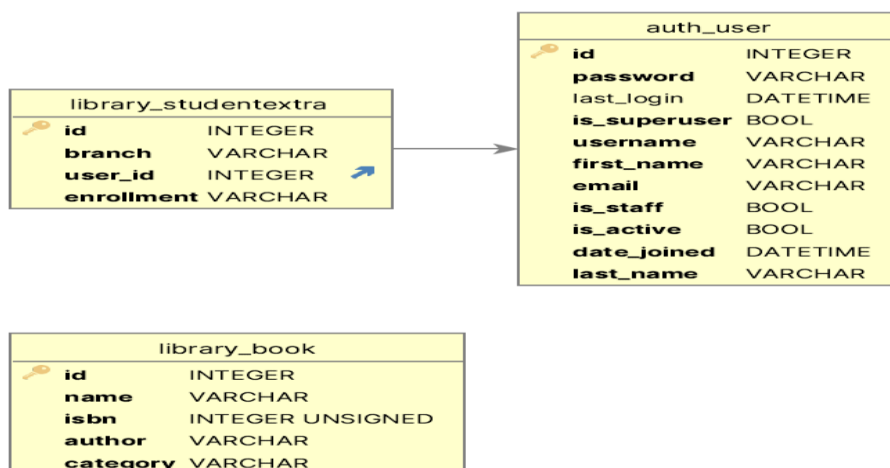 auth_user
id INTEGER
password VARCHAR
last_login DATETIME
is_superuser BOOL
username VARCHAR
first_name VARCHAR
email VARCHAR
is_staff BOOL
is_active BOOL
date_joined DATETIME
last_name VARCHAR
library_studentextra
id INTEGER
branch VARCHAR
user_id INTEGER
enrollment VARCHAR
library_book
id INTEGER
name VARCHAR
isbn INTEGER UNSIGNED
author VARCHAR
category VARCHAR